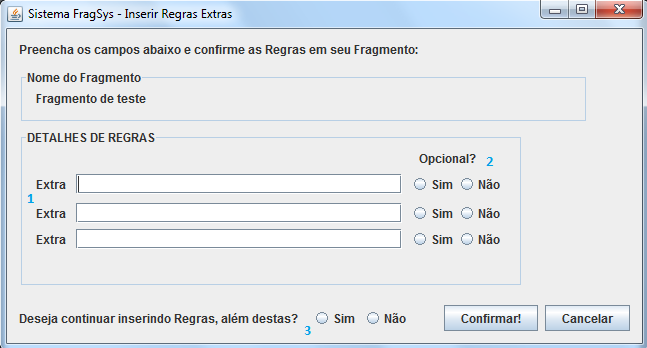 Sistema FragSys - Inserir Regras Extras
Preencha os campos abaixo e confirme as Regras em seu Fragmento:
Nome do Fragmento
Fragmento de teste
DETALHES DE REGRAS
Opcional? 2
Extra Sim Não
1
Extra Sim Não
Extra Sim Não
Deseja continuar inserindo Regras, além destas? Sim Não Confirmar! Cancelar
3